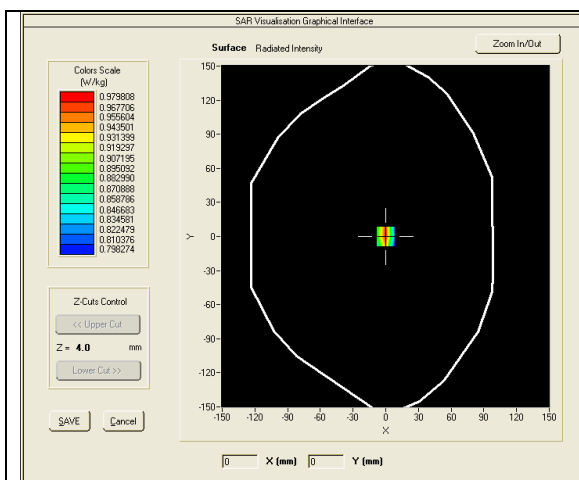 SAR Visualisation Graphical Interface
Surface Radiated Intensity
Zoom In/Out
Colors Scale
(W/kg)
0.979808
0.967706
0.955604
0.943501
0.931399
0.919297
0.907195
0.895092
0.882990
0.870888
0.858786
0.846683
0.834581
0.822479
0.810376
0.798274
Z-Cuts Control
<< Upper Cut
Z = 4.0 mm
Lower Cut >>
SAVE Cancel
150-
120-
90-
60-
30-
0-
-30-
-60-
-90-
-120-
-150-
Y
-150 -120 -90 -60 -30 0 30 60 90 120 150
X
0 X (mm) 0 Y (mm)